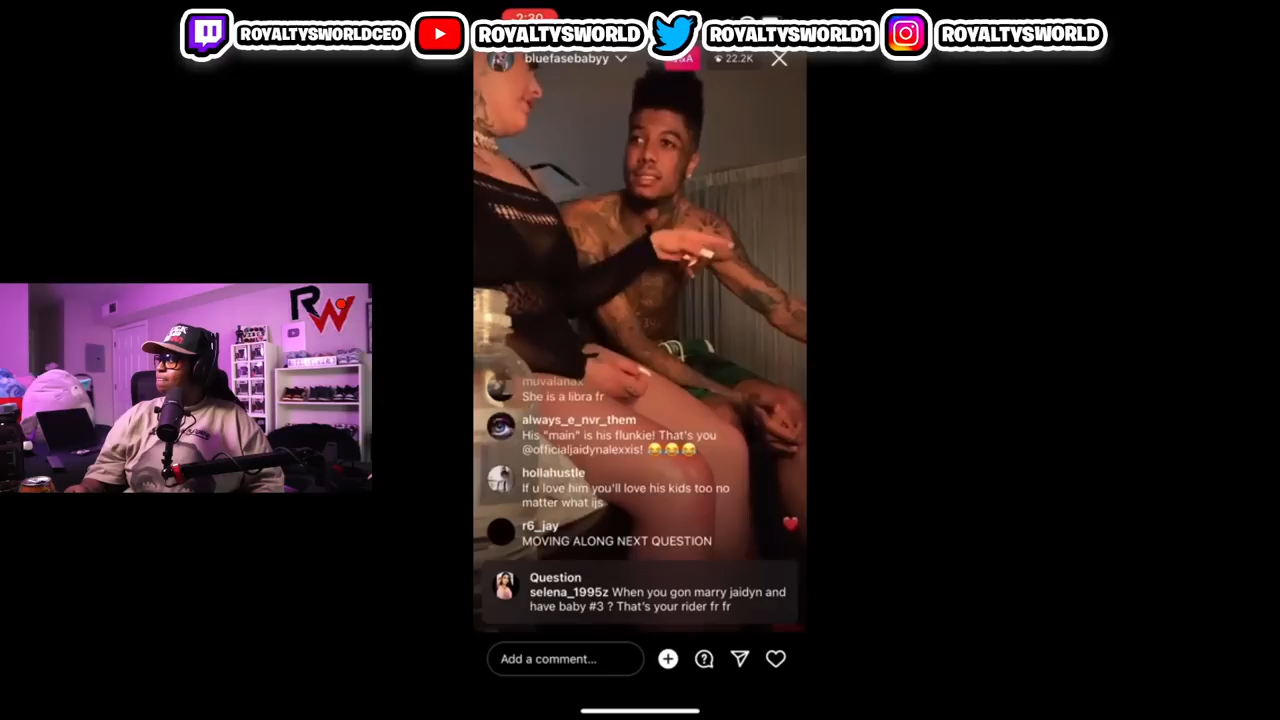 ROYALTYSWORLDCEO
ROYALTYSWORLD
ROYALTYSWORLD1
ROYALTYSWORLD
2:30
bluefasebabyy
22.2K
RW
muvalanax
She is a libra fr
always_e_nvr_them
His "main" is his flunkie! That's you
@officialjaidynalexxis! 😂😂😂
hollahustle
If u love him you'll love his kids too no
matter what ijs
r6_jay
MOVING ALONG NEXT QUESTION
Question
selena_1995z When you gon marry jaidyn and
have baby #3 ? That's your rider fr fr
Add a comment...